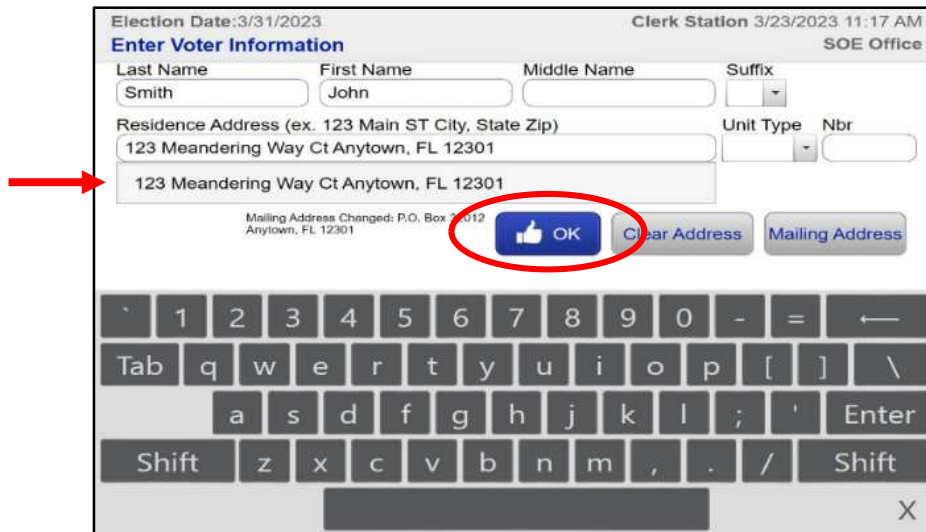 Election Date:3/31/2023 Clerk Station 3/23/2023 11:17 AM
Enter Voter Information SOE Office
Last Name First Name Middle Name Suffix
Smith John
Residence Address (ex. 123 Main ST City, State Zip) Unit Type Nbr
123 Meandering Way Ct Anytown, FL 12301
123 Meandering Way Ct Anytown, FL 12301
Mailing Address Changed: P.O. Box
Anytown, FL 12301
OK Clear Address Mailing Address
` 1 2 3 4 5 6 7 8 9 0 - = ←
Tab q w e r t y u i o p [ ] \
a s d f g h j k l ; ' Enter
Shift z x c v b n m , . / Shift
X